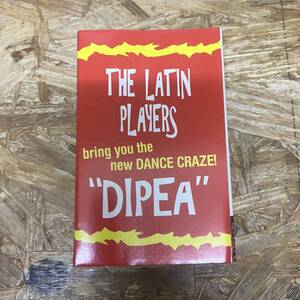 THE LATIN
PLAYERS
bring you the
new DANCE CRAZE!
"DIPEA"